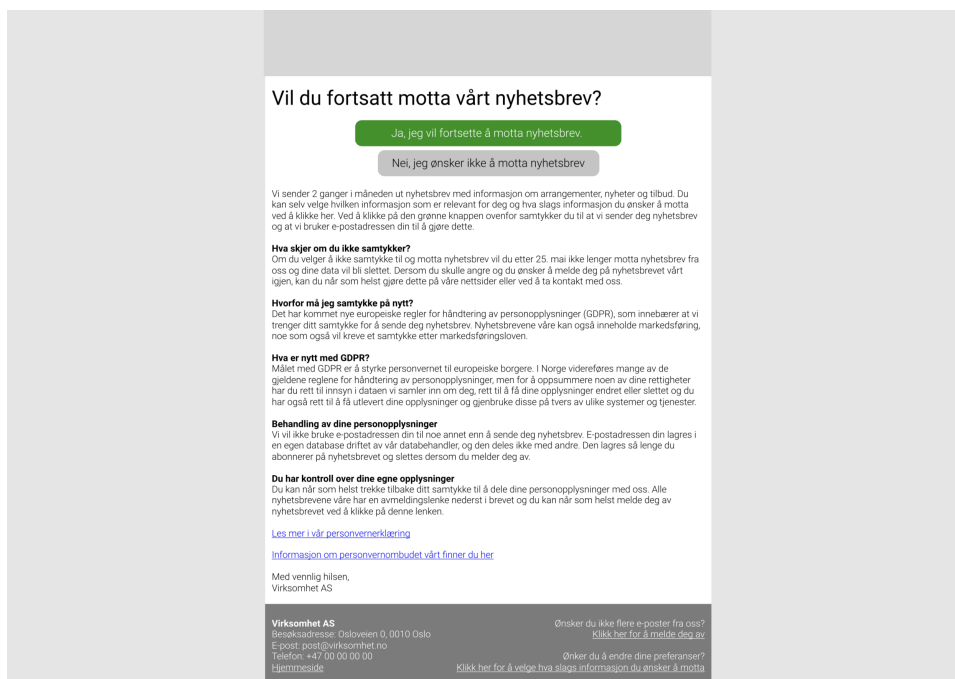 Vil du fortsatt motta vårt nyhetsbrev?
Ja, jeg vil fortsette å motta nyhetsbrev.
Nei, jeg ønsker ikke å motta nyhetsbrev
Vi sender 2 ganger i måneden ut nyhetsbrev med informasjon om arrangementer, nyheter og tilbud. Du
kan selv velge hvilken informasjon som er relevant for deg og hva slags informasjon du ønsker å motta
ved å klikke her. Ved å klikke på den grønne knappen ovenfor samtykker du til at vi sender deg nyhetsbrev
og at vi bruker e-postadressen din til å gjøre dette.
Hva skjer om du ikke samtykker?
Om du velger å ikke samtykke til og motta nyhetsbrev vil du etter 25. mai ikke lenger motta nyhetsbrev fra
oss og dine data vil bli slettet. Dersom du skulle angre og du ønsker å melde deg på nyhetsbrevet vårt
igjen, kan du når som helst gjøre dette på våre nettsider eller ved å ta kontakt med oss.
Hvorfor må jeg samtykke på nytt?
Det har kommet nye europeiske regler for håndtering av personopplysninger (GDPR), som innebærer at vi
trenger ditt samtykke for å sende deg nyhetsbrev. Nyhetsbrevene våre kan også inneholde markedsføring,
noe som også vil kreve et samtykke etter markedsføringsloven.
Hva er nytt med GDPR?
Målet med GDPR er å styrke personvernet til europeiske borgere. I Norge videreføres mange av de
gjeldene reglene for håndtering av personopplysninger, men for å oppsummere noen av dine rettigheter
har du rett til innsyn i dataen vi samler inn om deg, rett til å få dine opplysninger endret eller slettet og du
har også rett til å få utlevert dine opplysninger og gjenbruke disse på tvers av ulike systemer og tjenester.
Behandling av dine personopplysninger
Vi vil ikke bruke e-postadressen din til noe annet enn å sende deg nyhetsbrev. E-postadressen din lagres i
en egen database driftet av vår databehandler, og den deles ikke med andre. Den lagres så lenge du
abonnerer på nyhetsbrevet og slettes dersom du melder deg av.
Du har kontroll over dine egne opplysninger
Du kan når som helst trekke tilbake ditt samtykke til å dele dine personopplysninger med oss. Alle
nyhetsbrevene våre har en avmeldingslenke nederst i brevet og du kan når som helst melde deg av
nyhetsbrevet ved å klikke på denne lenken.
Les mer i vår personvernerklæring
Informasjon om personvernombudet vårt finner du her
Med vennlig hilsen,
Virksomhet AS
Virksomhet AS
Besøksadresse: Osloveien 0, 0010 Oslo
E-post: post@virksomhet.no
Telefon: +47 00 00 00 00
Hjemmeside
Ønsker du ikke flere e-poster fra oss?
Klikk her for å melde deg av
Ønker du å endre dine preferanser?
Klikk her for å velge hva slags informasjon du ønsker å motta